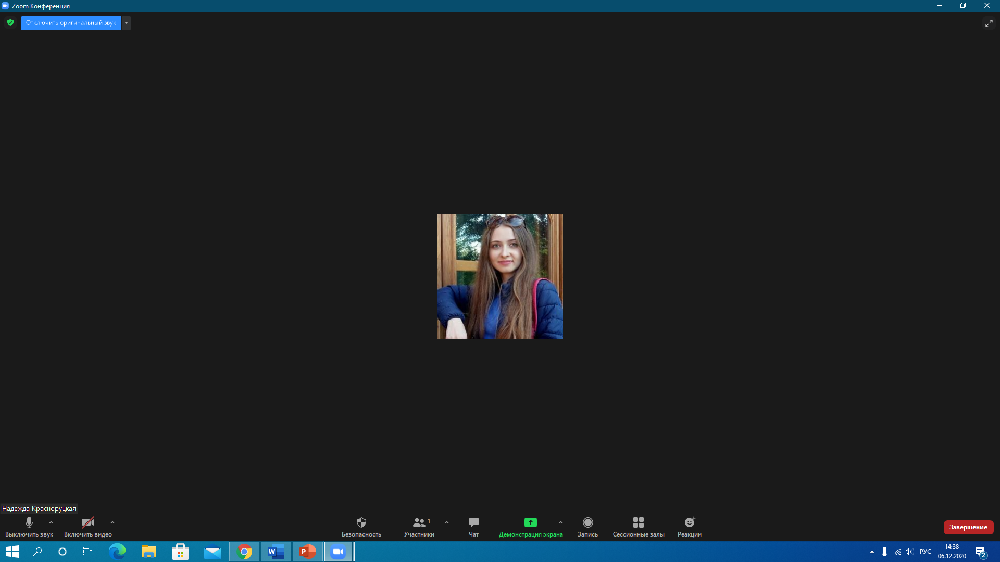 Zoom Конференция
Отключить оригинальный звук
Надежда Красноруцкая
Выключить звук
Включить видео
Безопасность
1
Участники
Чат
Демонстрация экрана
Запись
Сессионные залы
Реакции
Завершение
W
P
РУС
14:38
06.12.2020
2